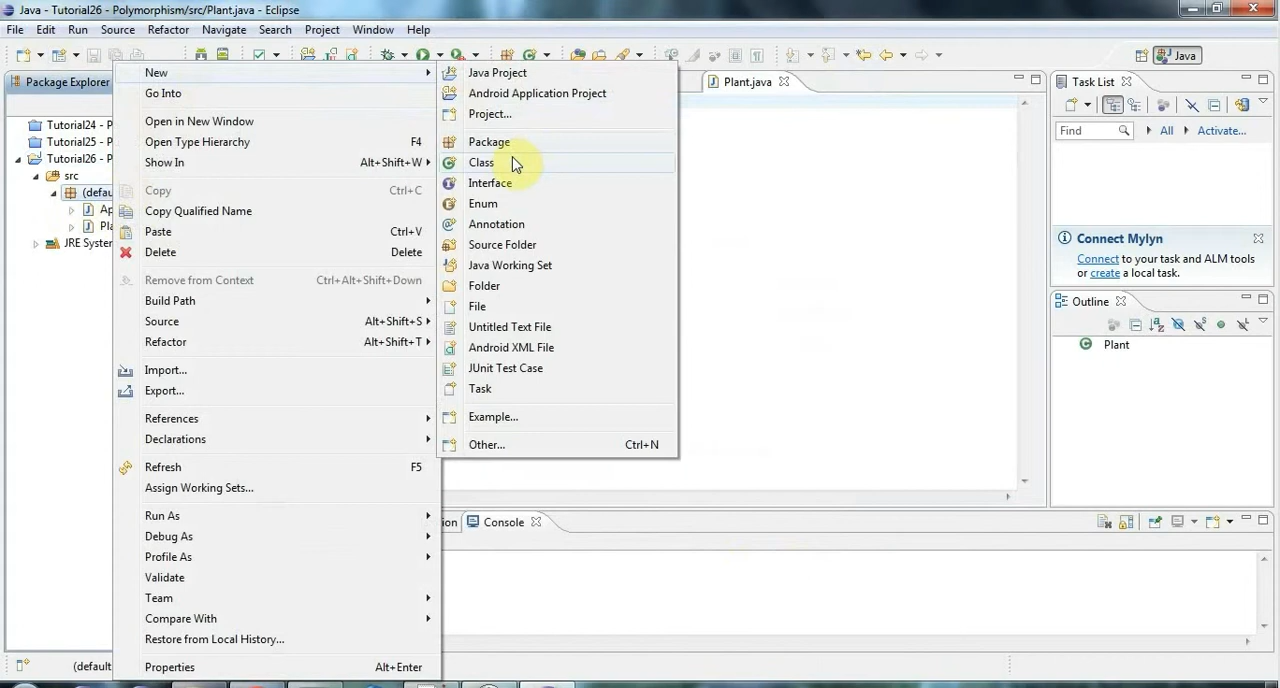 Java - Tutorial26 - Polymorphism/src/Plant.java - Eclipse
File Edit Run Source Refactor Navigate Search Project Window Help
Java
Package Explorer
Tutorial24 - P
Tutorial25 - P
Tutorial26 - P
src
(defau
Ap
Pla
JRE System
New
Go Into
Open in New Window
Open Type Hierarchy F4
Show In Alt+Shift+W
Copy Ctrl+C
Copy Qualified Name
Paste Ctrl+V
Delete Delete
Remove from Context Ctrl+Alt+Shift+Down
Build Path
Source Alt+Shift+S
Refactor Alt+Shift+T
Import...
Export...
References
Declarations
Refresh F5
Assign Working Sets...
Run As
Debug As
Profile As
Validate
Team
Compare With
Restore from Local History...
Properties Alt+Enter
Java Project
Android Application Project
Project...
Package
Class
Interface
Enum
Annotation
Source Folder
Java Working Set
Folder
File
Untitled Text File
Android XML File
JUnit Test Case
Task
Example...
Other... Ctrl+N
Plant.java
Task List
Find All Activate...
Connect Mylyn
Connect to your task and ALM tools
or create a local task.
Outline
Plant
ion Console
(default